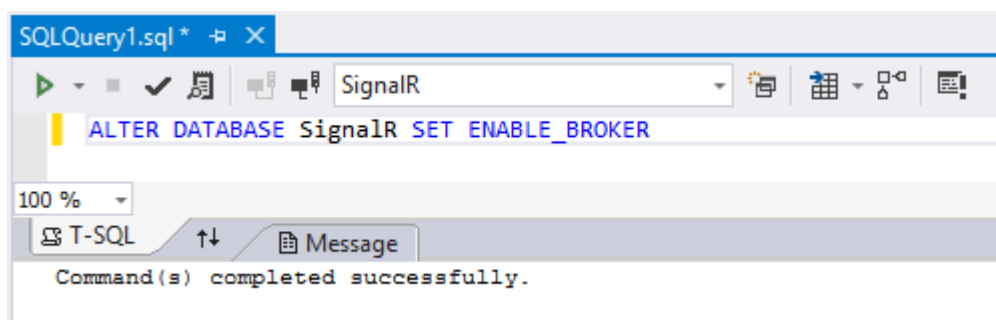 SQLQuery1.sql*
SignalR
ALTER DATABASE SignalR SET ENABLE_BROKER
100 %
T-SQL
Message
Command(s) completed successfully.